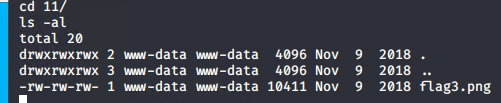 cd 11/
ls -al
total 20
drwxrwxrwx 2 www-data www-data 4096 Nov 9 2018 .
drwxrwxrwx 3 www-data www-data 4096 Nov 9 2018 ..
-rw-rw-rw- 1 www-data www-data 10411 Nov 9 2018 flag3.png